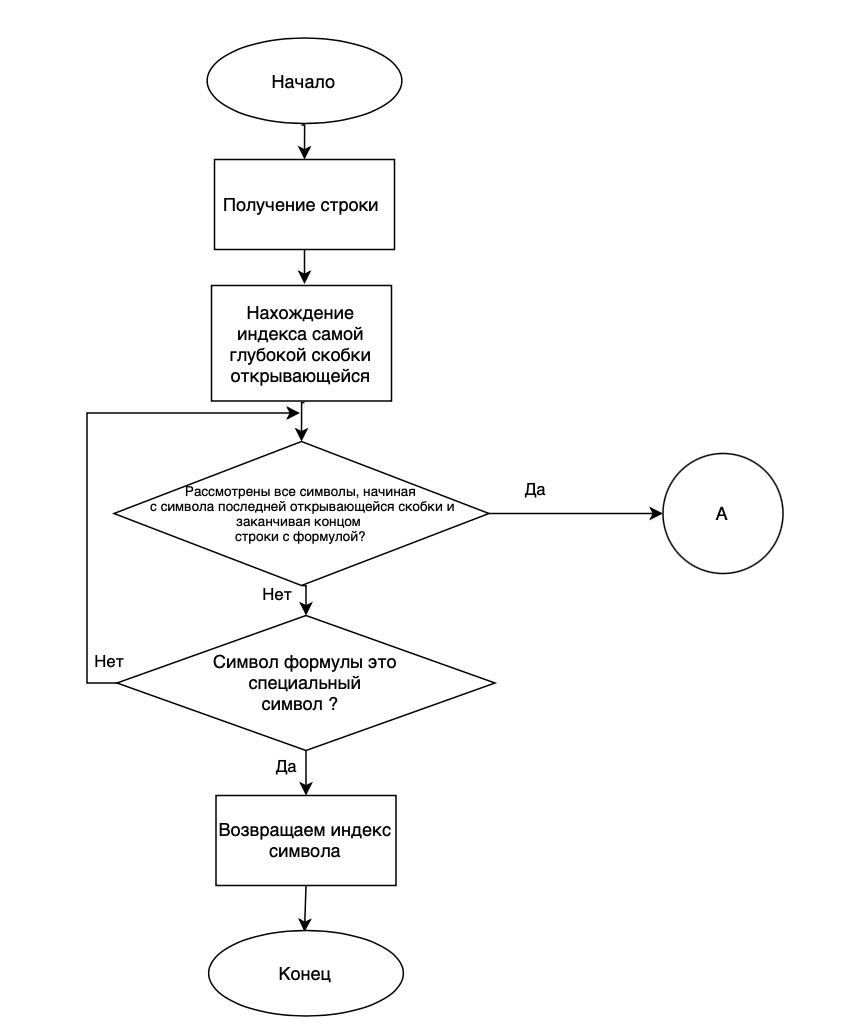 Начало
Получение строки
Нахождение
индекса самой
глубокой скобки
открывающейся
Рассмотрены все символы, начиная
с символа последней открывающейся скобки и
заканчивая концом
строки с формулой?
Да
А
Нет
Символ формулы это
специальный
символ ?
Нет
Да
Возвращаем индекс
символа
Конец